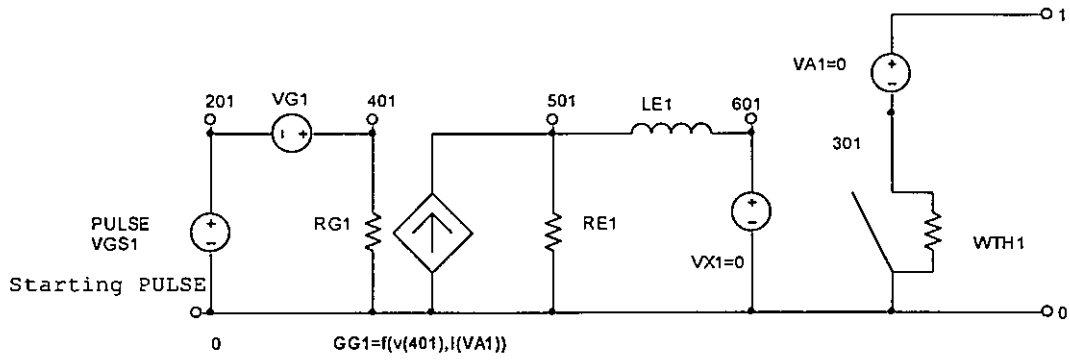 1
VA1=0
201
VG1
401
501
LE1
601
301
PULSE
VGS1
RG1
RE1
VX1=0
WTH1
Starting PULSE
0
GG1=f(v(401),I(VA1))
0